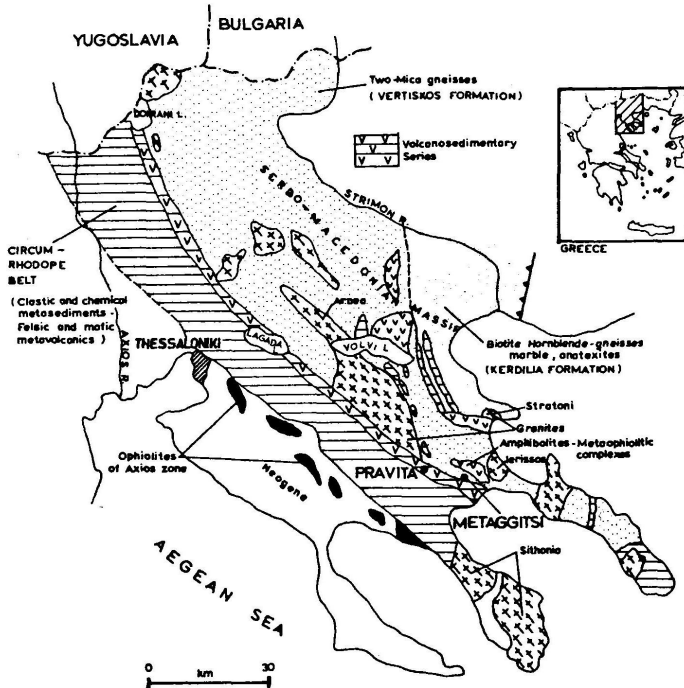 BULGARIA
YUGOSLAVIA
Two-Mica gneisses
(VERTISKOS FORMATION)
DOIRANI L.
Volcanosedimentary
Series
SERBO-MACEDONIAN MASSIF
STRIMON R.
GREECE
CIRCUM-
RHODOPE
BELT
(Clastic and chemical
metasediments -
Felsic and mafic
metavolcanics)
AXIOS R.
THESSALONIKI
LAGADA
Arnea
VOLVI L
Biotite Hornblende-gneisses
marble, anatexites
(KERDILIA FORMATION)
Stratoni
Granites
Amphibolites-Metaophiolitic
complexes
Ierissos
Ophiolites
of Axios zone
Neogene
PRAVITA
METAGGITSI
Sithonia
AEGEAN SEA
0 30
km